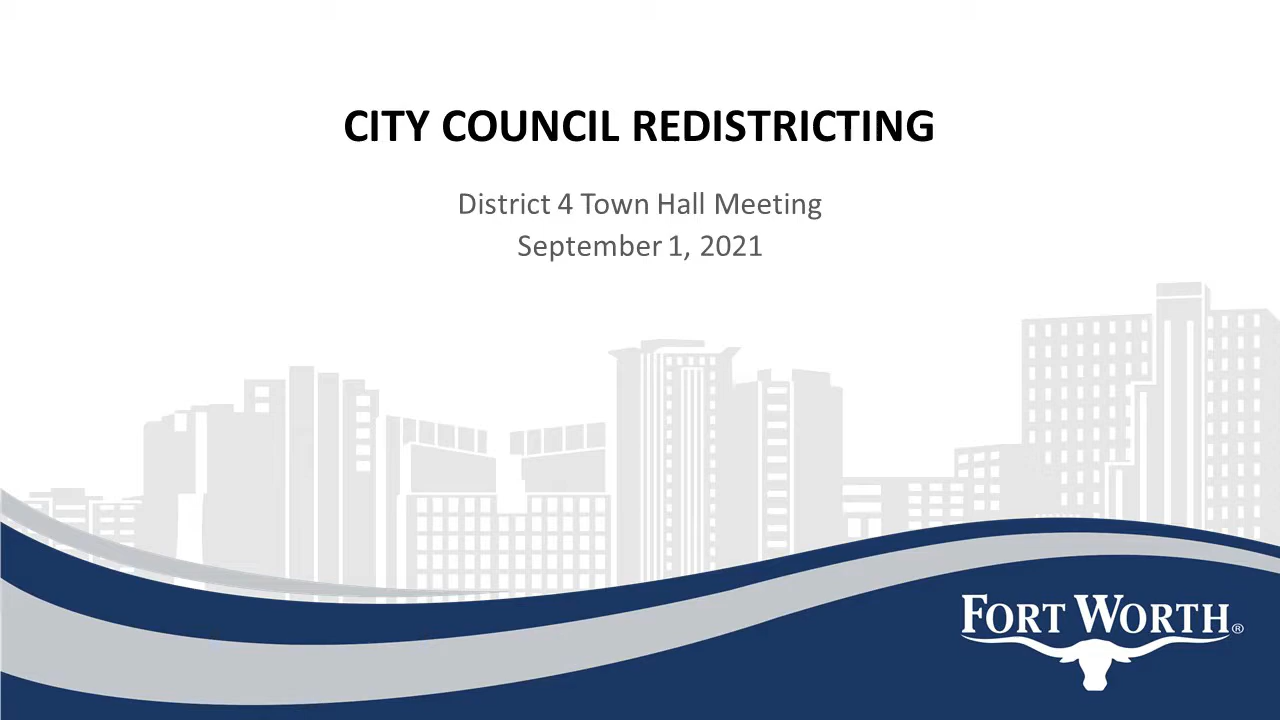 CITY COUNCIL REDISTRICTING
District 4 Town Hall Meeting
September 1, 2021
FORT WORTH®